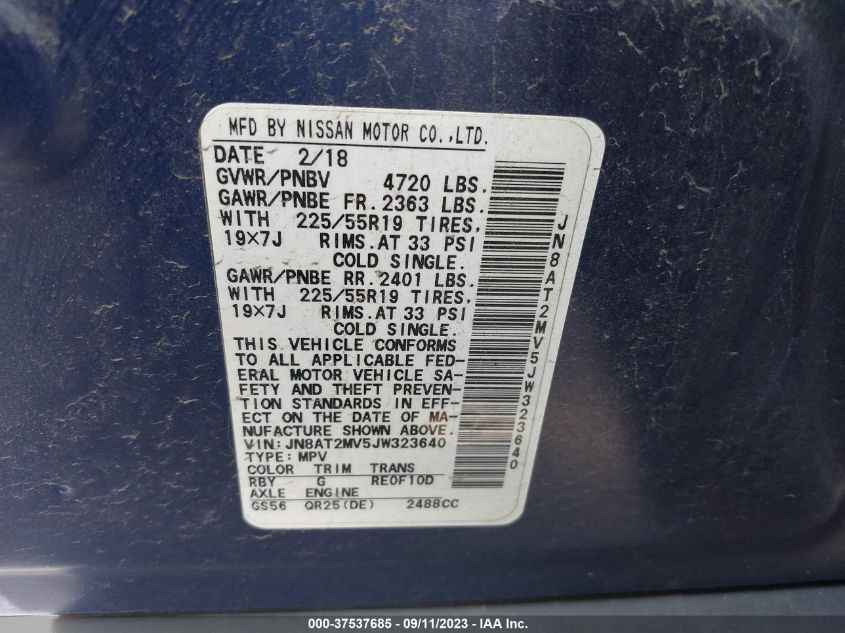 MFD BY NISSAN MOTOR CO.,LTD.
DATE 2/18
GVWR/PNBV 4720 LBS.
GAWR/PNBE FR. 2363 LBS.
WITH 225/55R19 TIRES,
19×7J RIMS.AT 33 PSI
COLD SINGLE.
GAWR/PNBE RR. 2401 LBS.
WITH 225/55R19 TIRES.
19×7J RIMS.AT 33 PSI
COLD SINGLE.
THIS VEHICLE CONFORMS
TO ALL APPLICABLE FED-
ERAL MOTOR VEHICLE SA-
FETY AND THEFT PREVEN-
TION STANDARDS IN EFF-
ECT ON THE DATE OF MA-
NUFACTURE SHOWN ABOVE.
VIN:JN8AT2MV5JW323640
TYPE:MPV
COLOR TRIM TRANS
RBY G RE0F10D
AXLE ENGINE
GS56 QR25(DE) 2488CC
JN8AT2MV5JW323640
000-37537685 - 09/11/2023 - IAA Inc.